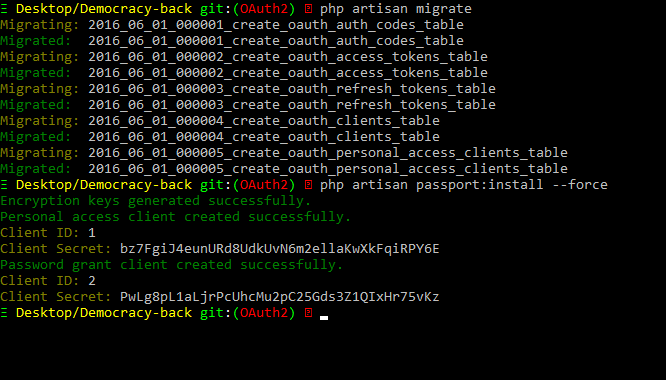 Ξ Desktop/Democracy-back git:(OAuth2) ⍰ php artisan migrate
Migrating: 2016_06_01_000001_create_oauth_auth_codes_table
Migrated:  2016_06_01_000001_create_oauth_auth_codes_table
Migrating: 2016_06_01_000002_create_oauth_access_tokens_table
Migrated:  2016_06_01_000002_create_oauth_access_tokens_table
Migrating: 2016_06_01_000003_create_oauth_refresh_tokens_table
Migrated:  2016_06_01_000003_create_oauth_refresh_tokens_table
Migrating: 2016_06_01_000004_create_oauth_clients_table
Migrated:  2016_06_01_000004_create_oauth_clients_table
Migrating: 2016_06_01_000005_create_oauth_personal_access_clients_table
Migrated:  2016_06_01_000005_create_oauth_personal_access_clients_table
Ξ Desktop/Democracy-back git:(OAuth2) ⍰ php artisan passport:install --force
Encryption keys generated successfully.
Personal access client created successfully.
Client ID: 1
Client Secret: bz7FgiJ4eunURd8UdkUvN6m2ellaKwXkFqiRPY6E
Password grant client created successfully.
Client ID: 2
Client Secret: PwLg8pL1aLjrPcUhcMu2pC25Gds3Z1QIxHr75vKz
Ξ Desktop/Democracy-back git:(OAuth2) ⍰